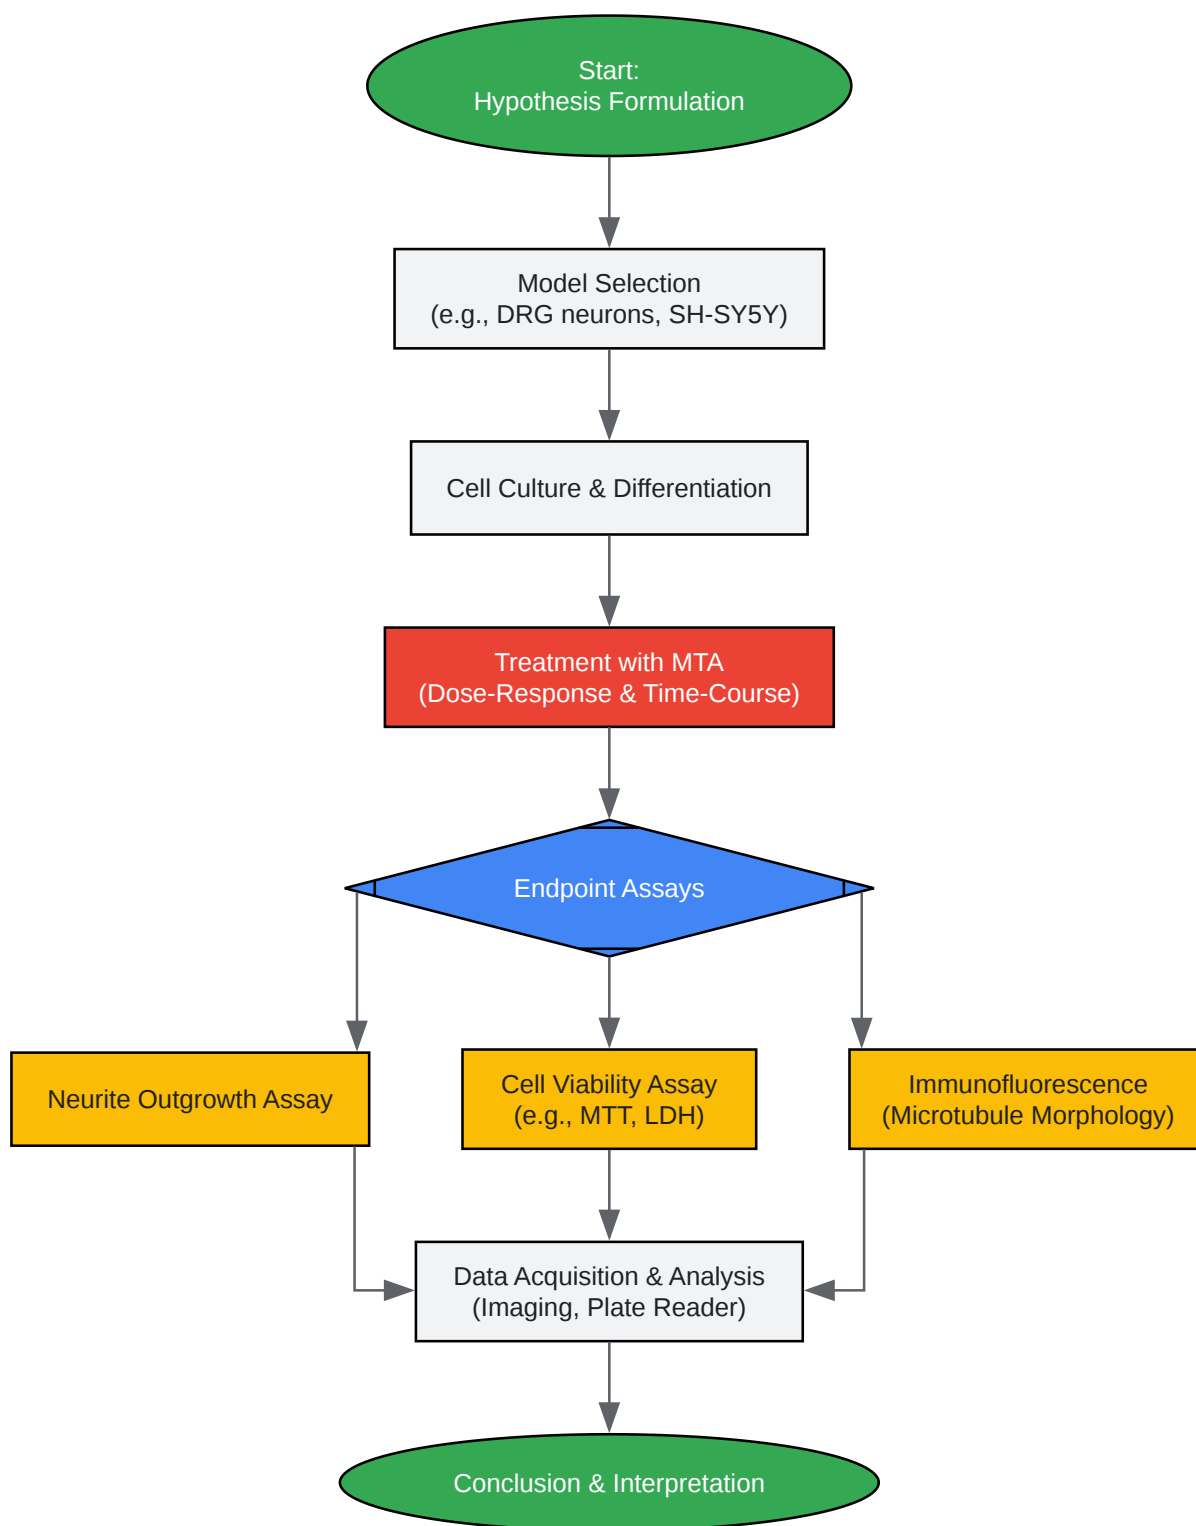 Start:
Hypothesis Formulation
Model Selection
(e.g., DRG neurons, SH-SY5Y)
Cell Culture & Differentiation
Treatment with MTA
(Dose-Response & Time-Course)
Endpoint Assays
Neurite Outgrowth Assay
Cell Viability Assay
(e.g., MTT, LDH)
Immunofluorescence
(Microtubule Morphology)
Data Acquisition & Analysis
(Imaging, Plate Reader)
Conclusion & Interpretation